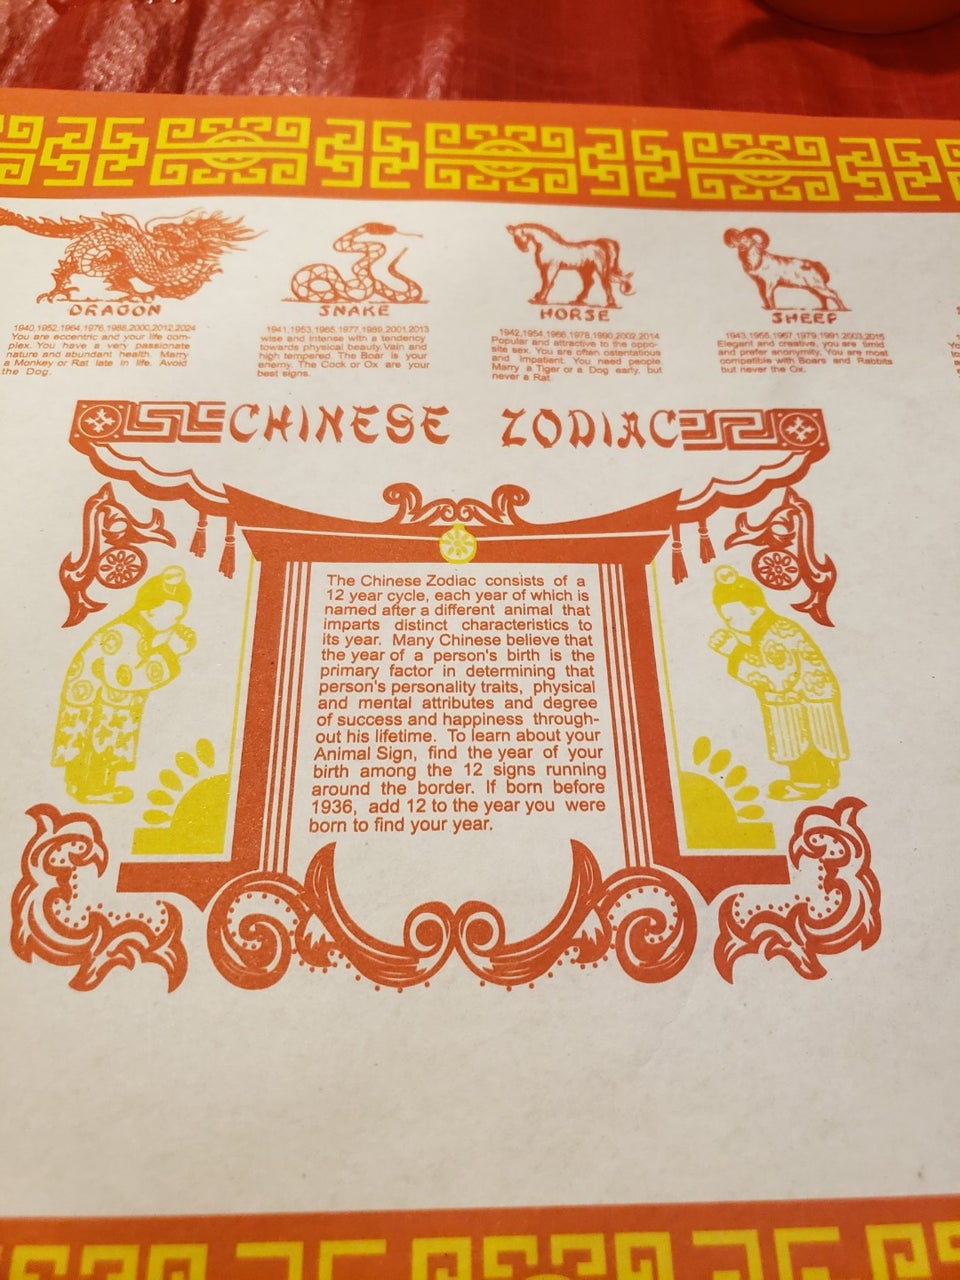 DRAGON
1940,1952,1964,1976,1988,2000,2012,2024
You are eccentric and your life com-
plex. You have a very passionate
nature and abundant health. Marry
a Monkey or Rat late in life. Avoid
the Dog.
SNAKE
1941,1953,1965,1977,1989,2001,2013
wise and intense with a tendency
towards physical beauty. Vain and
high tempered. The Boar is your
enemy. The Cock or Ox are your
best signs.
HORSE
1942,1954,1966,1978,1990,2002,2014
Popular and attractive to the oppo-
site sex. You are often ostentatious
and impatient. You need people.
Marry a Tiger or a Dog early, but
never a Rat.
SHEEP
1943,1955,1967,1979,1991,2003,2015
Elegant and creative, you are timid
and prefer anonymity. You are most
compatible with Boars and Rabbits
but never the Ox.
CHINESE ZODIAC
The Chinese Zodiac consists of a
12 year cycle, each year of which is
named after a different animal that
imparts distinct characteristics to
its year. Many Chinese believe that
the year of a person's birth is the
primary factor in determining that
person's personality traits, physical
and mental attributes and degree
of success and happiness through-
out his lifetime. To learn about your
Animal Sign, find the year of your
birth among the 12 signs running
around the border. If born before
1936, add 12 to the year you were
born to find your year.